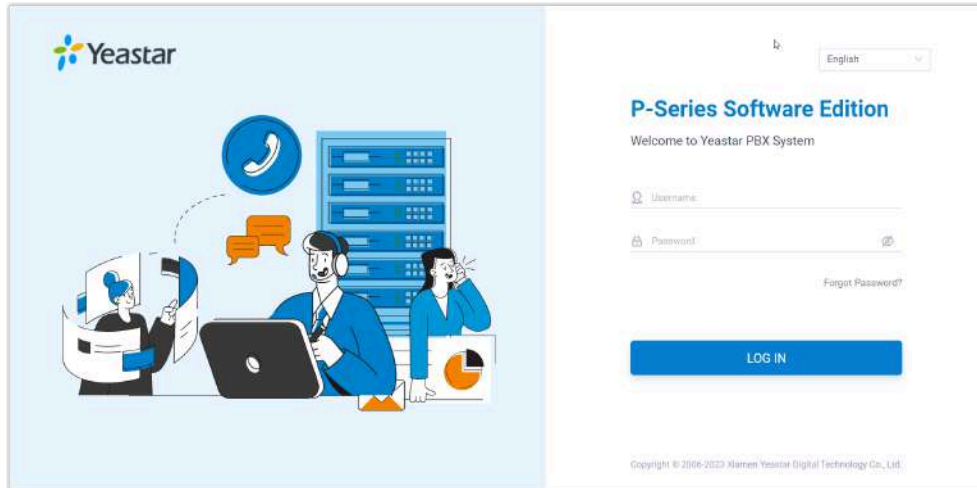 Yeastar
English
P-Series Software Edition
Welcome to Yeastar PBX System
Username
Password
Forgot Password?
LOG IN
Copyright © 2006-2023 Xiamen Yeastar Digital Technology Co., Ltd.